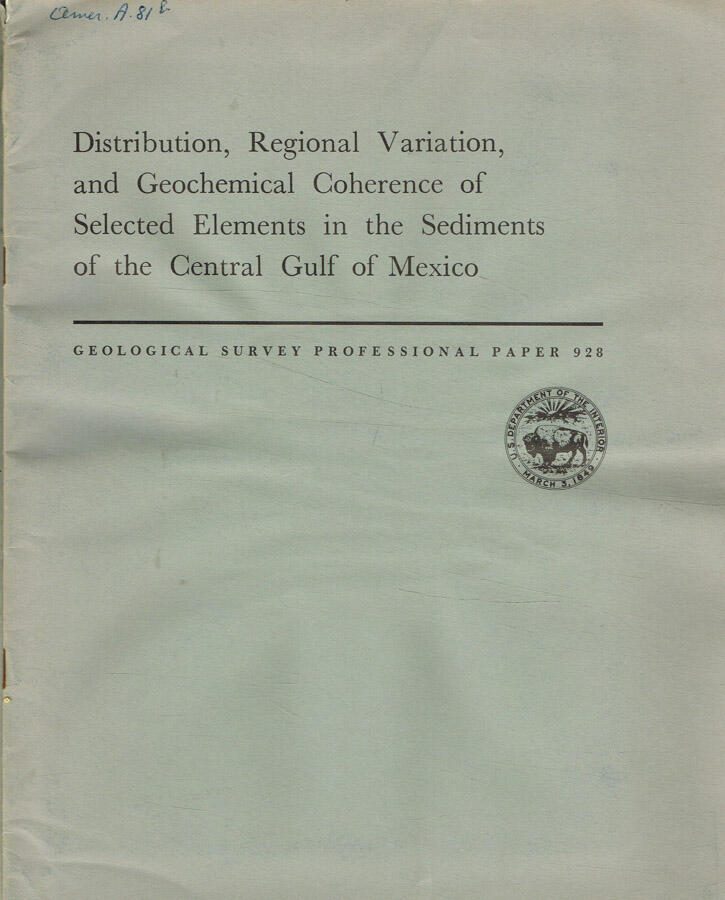 Distribution, Regional Variation,
and Geochemical Coherence of
Selected Elements in the Sediments
of the Central Gulf of Mexico
GEOLOGICAL SURVEY PROFESSIONAL PAPER 928
U.S. DEPARTMENT OF THE INTERIOR
MARCH 3, 1849